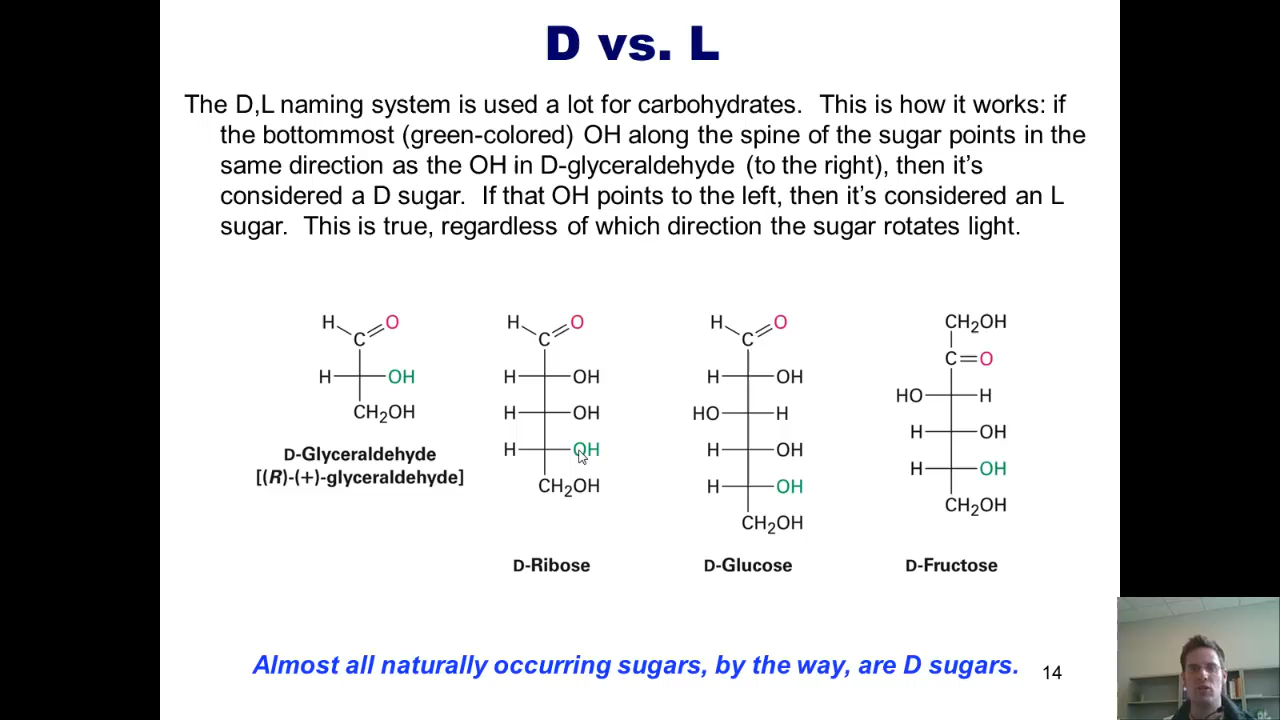 D vs. L
The D,L naming system is used a lot for carbohydrates.  This is how it works: if
the bottommost (green-colored) OH along the spine of the sugar points in the
same direction as the OH in D-glyceraldehyde (to the right), then it's
considered a D sugar.  If that OH points to the left, then it's considered an L
sugar.  This is true, regardless of which direction the sugar rotates light.
H O
C
H OH
CH2OH
D-Glyceraldehyde
[(R)-(+)-glyceraldehyde]
H O
C
H OH
H OH
H OH
CH2OH
D-Ribose
H O
C
H OH
HO H
H OH
H OH
CH2OH
D-Glucose
CH2OH
C=O
HO H
H OH
H OH
CH2OH
D-Fructose
Almost all naturally occurring sugars, by the way, are D sugars.
14